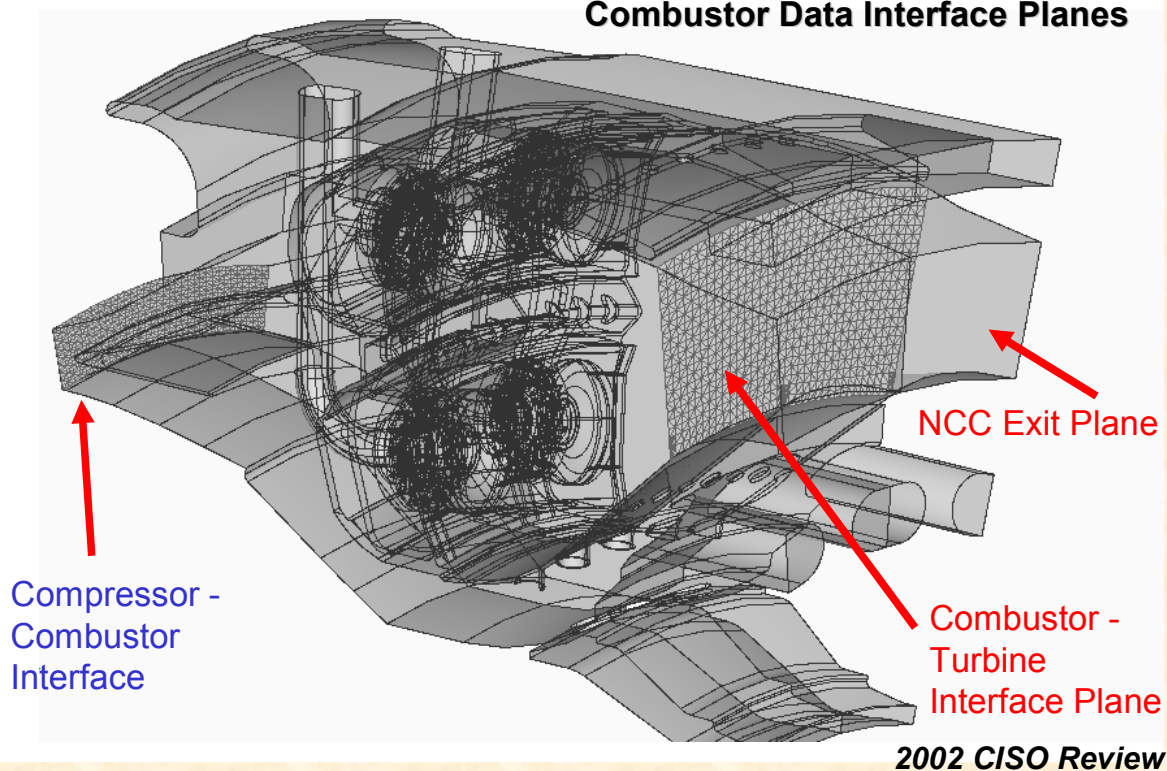 Combustor Data Interface Planes
NCC Exit Plane
Compressor -
Combustor
Interface
Combustor -
Turbine
Interface Plane
2002 CISO Review